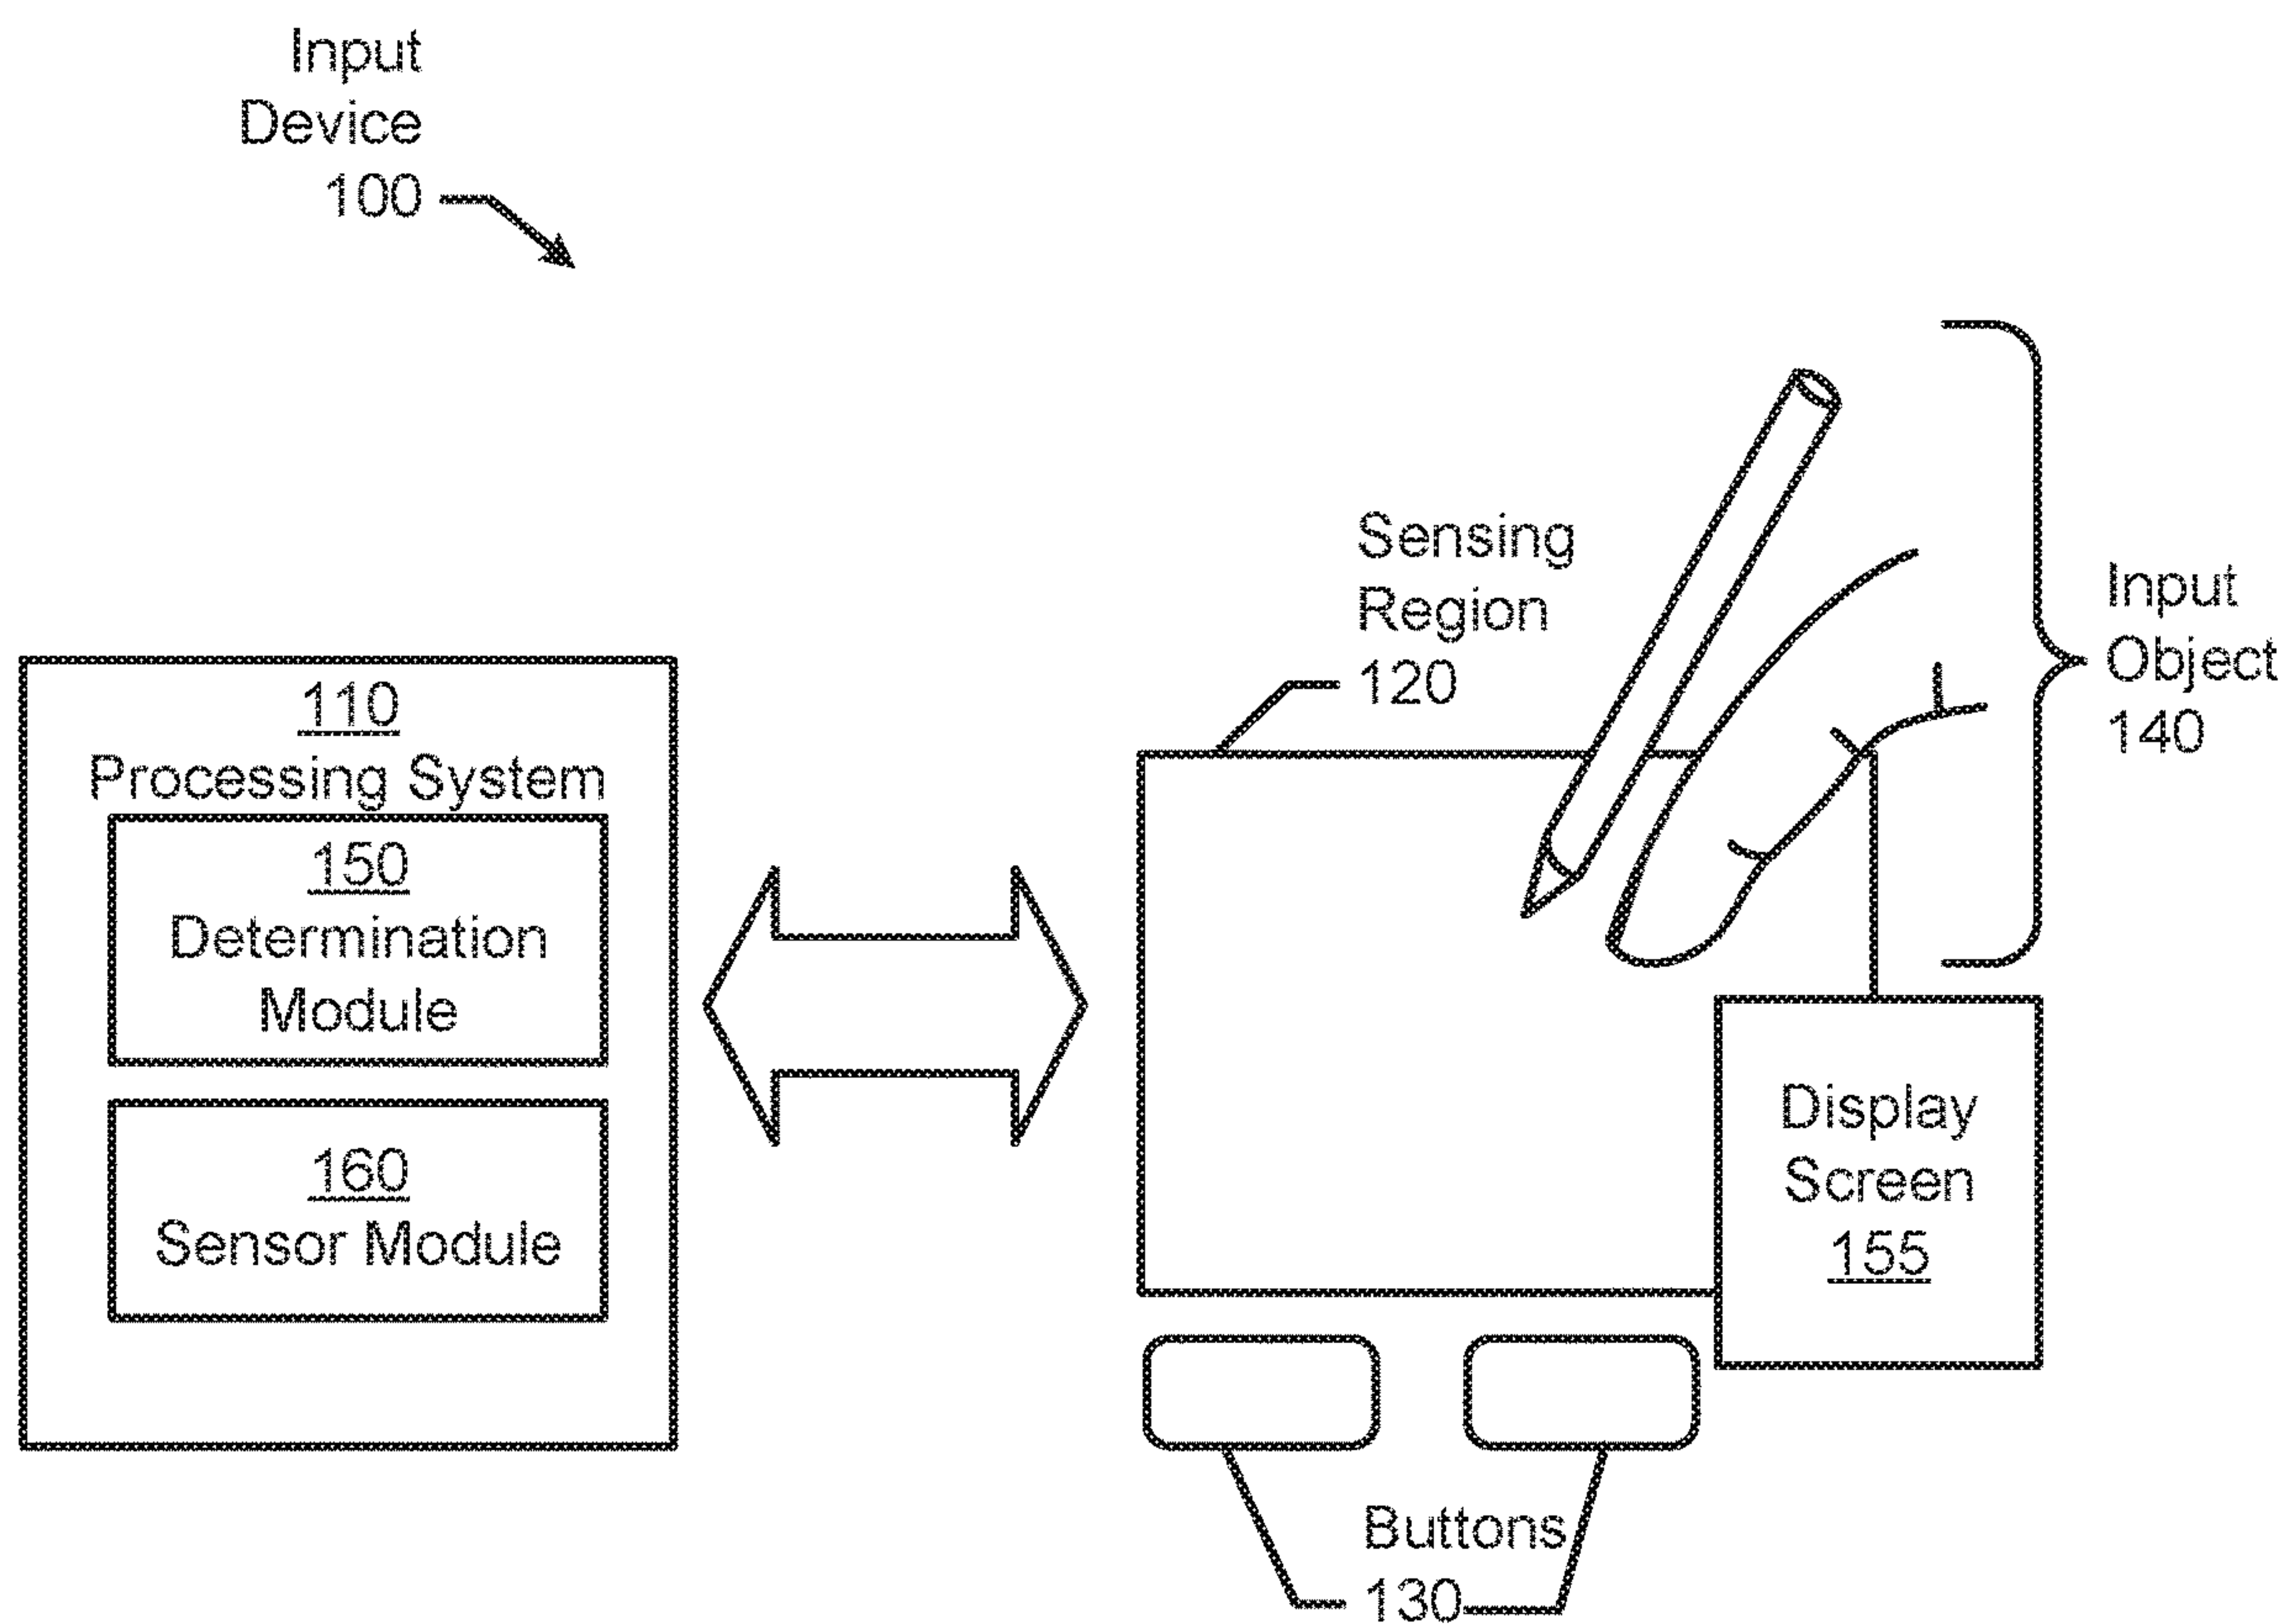 Input
Device
100
Sensing
Region
120
Input
Object
140
110
Processing System
150
Determination
Module
160
Sensor Module
Display
Screen
155
Buttons
130